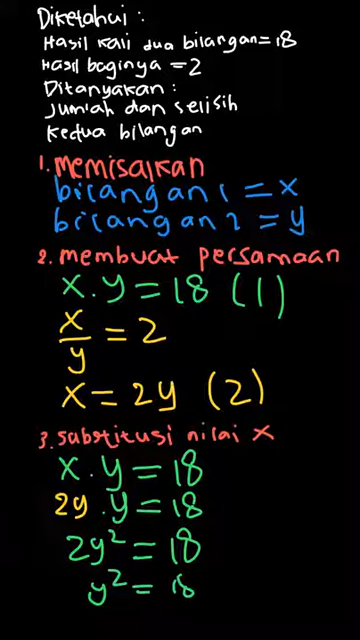 Diketahui:
Hasil kali dua bilangan=18
Hasil baginya =2
Ditanyakan:
Jumlah dan selisih
kedua bilangan
1. Memisalkan
bilangan 1 = x
bilangan 2 = y
2. membuat persamaan
x.y = 18 (1)
x/y = 2
x = 2y (2)
3. substitusi nilai x
x.y = 18
2y.y = 18
2y² = 18
y² = 18